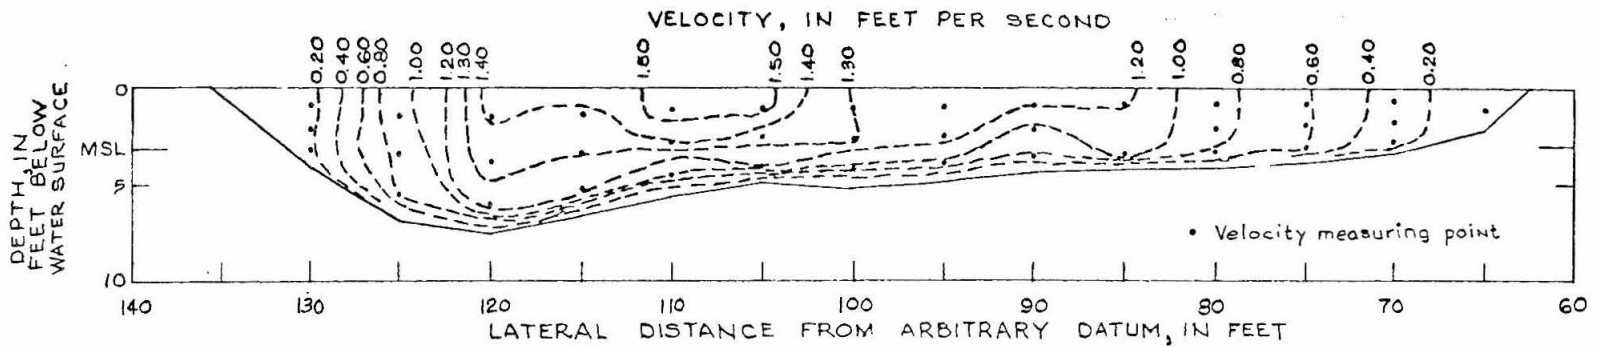 VELOCITY, IN FEET PER SECOND
0.20 0.40 0.60 0.80 1.00 1.20 1.30 1.40 1.50 1.50 1.40 1.30 1.20 1.00 0.80 0.60 0.40 0.20
DEPTH, IN
FEET BELOW
WATER SURFACE
0
MSL
5
10
• Velocity measuring point
140 130 120 110 100 90 80 70 60
LATERAL DISTANCE FROM ARBITRARY DATUM, IN FEET